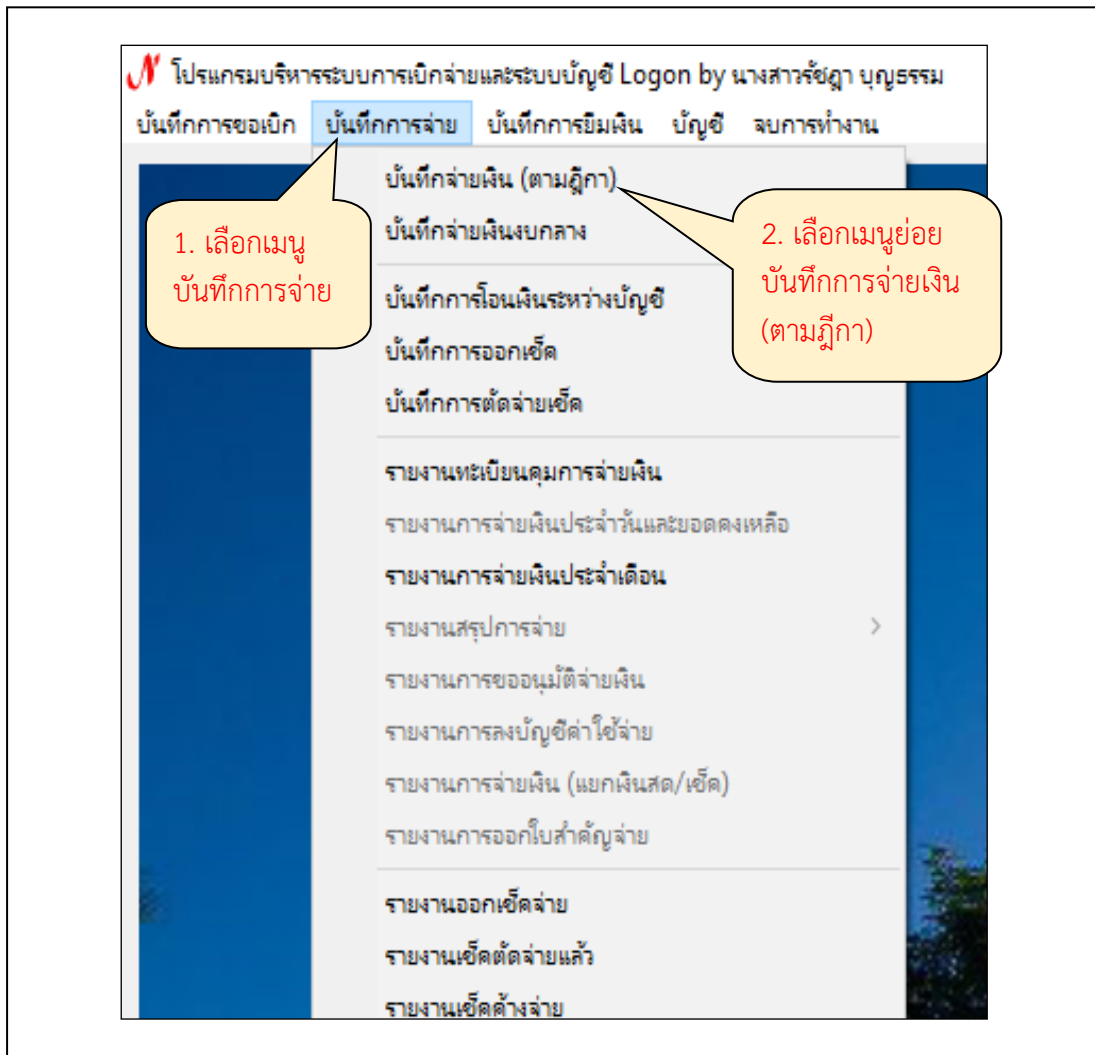 N โปรแกรมบริหารระบบการเบิกจ่ายและระบบบัญชี Logon by นางสาวรัชฎา บุญธรรม
บันทึกการขอเบิก บันทึกการจ่าย บันทึกการยืมเงิน บัญชี จบการทำงาน
บันทึกจ่ายเงิน (ตามฎีกา)
บันทึกจ่ายเงินงบกลาง
1. เลือกเมนู
บันทึกการจ่าย
2. เลือกเมนูย่อย
บันทึกการจ่ายเงิน
(ตามฎีกา)
บันทึกการโอนเงินระหว่างบัญชี
บันทึกการออกเช็ค
บันทึกการตัดจ่ายเช็ค
รายงานทะเบียนคุมการจ่ายเงิน
รายงานการจ่ายเงินประจำวันและยอดคงเหลือ
รายงานการจ่ายเงินประจำเดือน
รายงานสรุปการจ่าย >
รายงานการขออนุมัติจ่ายเงิน
รายงานการลงบัญชีค่าใช้จ่าย
รายงานการจ่ายเงิน (แยกเงินสด/เช็ค)
รายงานการออกใบสำคัญจ่าย
รายงานออกเช็คจ่าย
รายงานเช็คตัดจ่ายแล้ว
รายงานเช็คค้างจ่าย